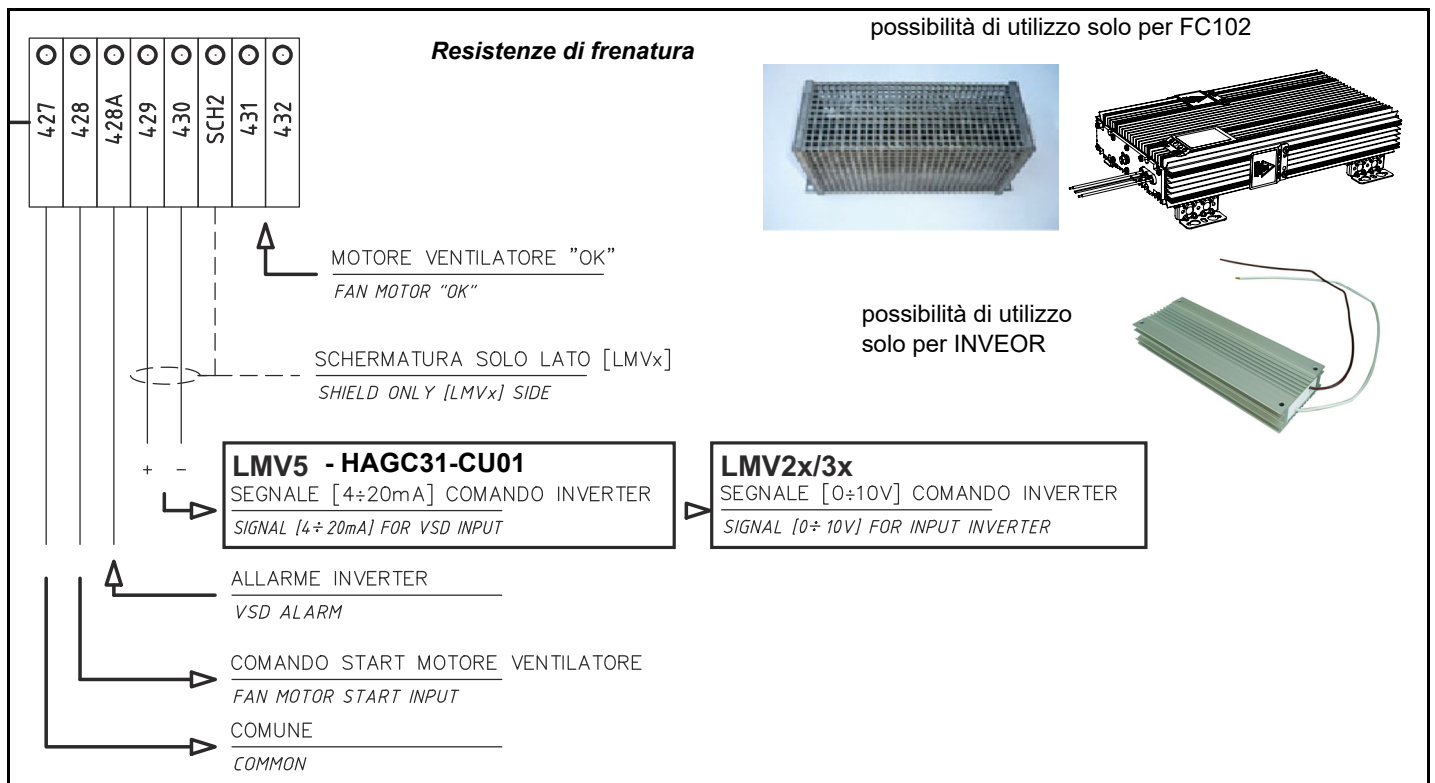 427
428
428A
429
430
SCH2
431
432
Resistenze di frenatura
possibilità di utilizzo solo per FC102
MOTORE VENTILATORE ”OK”
FAN MOTOR "OK"
possibilità di utilizzo
solo per INVEOR
SCHERMATURA SOLO LATO [LMVx]
SHIELD ONLY [LMVx] SIDE
+ -
LMV5 - HAGC31-CU01
SEGNALE [4÷20mA] COMANDO INVERTER
SIGNAL [4÷20mA] FOR VSD INPUT
LMV2x/3x
SEGNALE [0÷10V] COMANDO INVERTER
SIGNAL [0÷10V] FOR INPUT INVERTER
ALLARME INVERTER
VSD ALARM
COMANDO START MOTORE VENTILATORE
FAN MOTOR START INPUT
COMUNE
COMMON